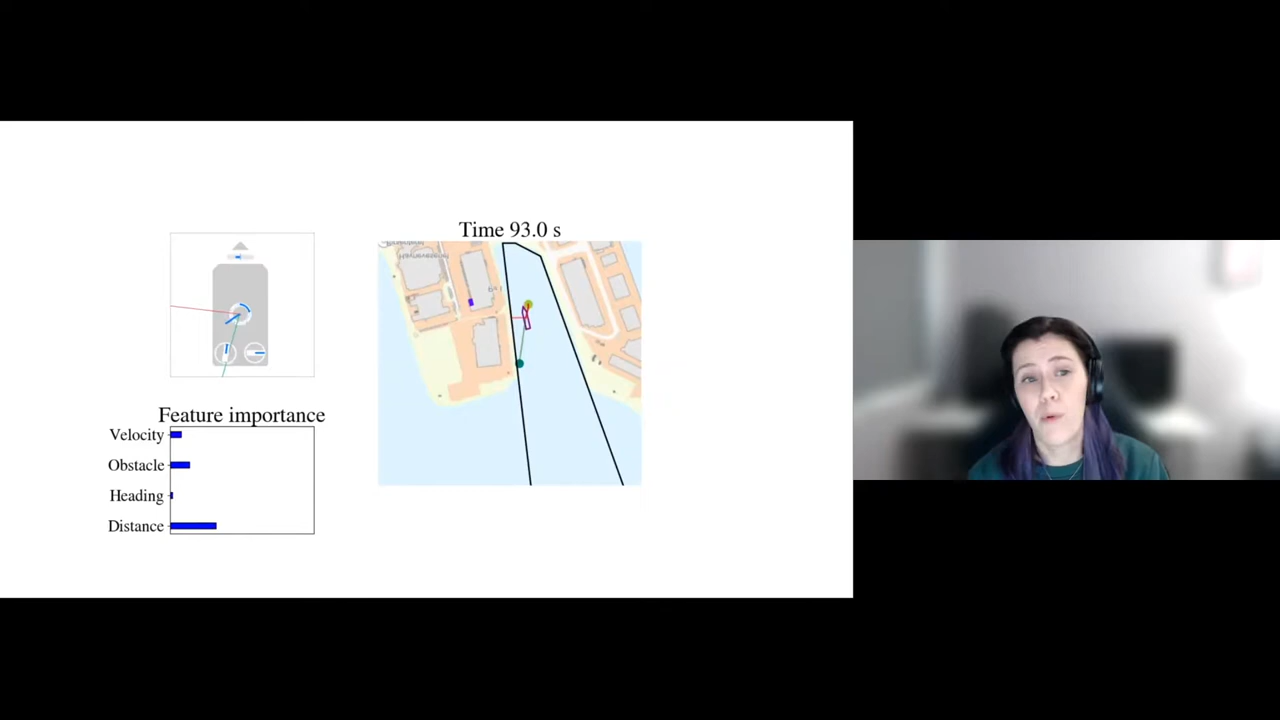 Time 93.0 s
Feature importance
Velocity
Obstacle
Heading
Distance